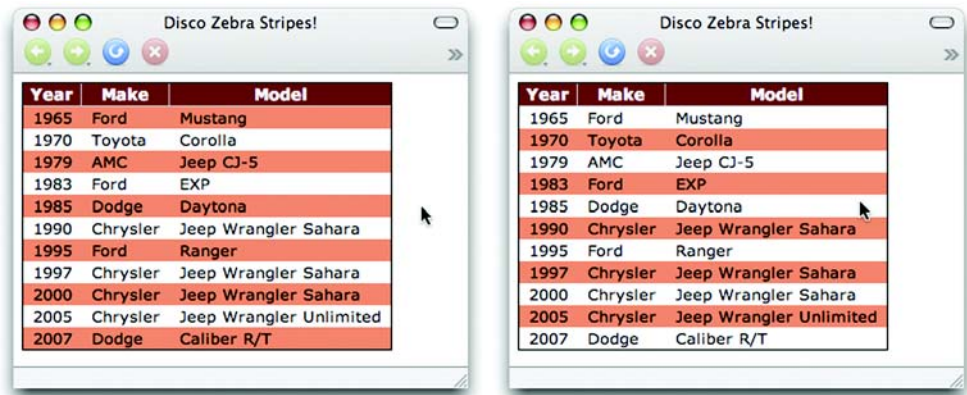 Disco Zebra Stripes!
Year Make Model
1965 Ford Mustang
1970 Toyota Corolla
1979 AMC Jeep CJ-5
1983 Ford EXP
1985 Dodge Daytona
1990 Chrysler Jeep Wrangler Sahara
1995 Ford Ranger
1997 Chrysler Jeep Wrangler Sahara
2000 Chrysler Jeep Wrangler Sahara
2005 Chrysler Jeep Wrangler Unlimited
2007 Dodge Caliber R/T
Disco Zebra Stripes!
Year Make Model
1965 Ford Mustang
1970 Toyota Corolla
1979 AMC Jeep CJ-5
1983 Ford EXP
1985 Dodge Daytona
1990 Chrysler Jeep Wrangler Sahara
1995 Ford Ranger
1997 Chrysler Jeep Wrangler Sahara
2000 Chrysler Jeep Wrangler Sahara
2005 Chrysler Jeep Wrangler Unlimited
2007 Dodge Caliber R/T